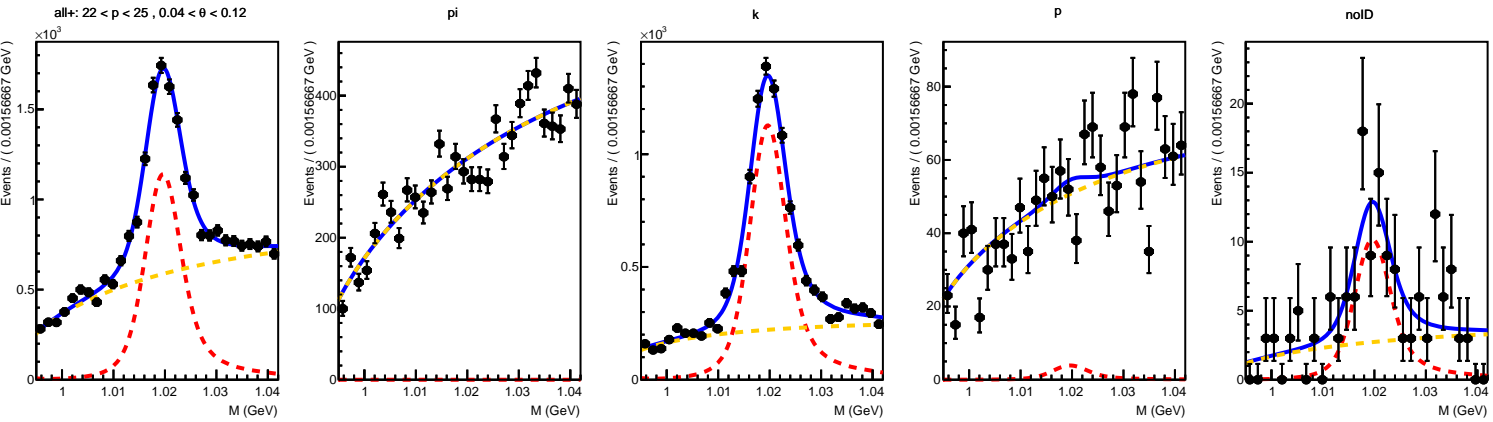 all+: 22 < p < 25 , 0.04 < θ < 0.12
×10³
Events / ( 0.00156667 GeV )
1.5
1
0.5
0
1 1.01 1.02 1.03 1.04
M (GeV)
pi
Events / ( 0.00156667 GeV )
400
300
200
100
0
1 1.01 1.02 1.03 1.04
M (GeV)
k
×10³
Events / ( 0.00156667 GeV )
1
0.5
0
1 1.01 1.02 1.03 1.04
M (GeV)
p
Events / ( 0.00156667 GeV )
80
60
40
20
0
1 1.01 1.02 1.03 1.04
M (GeV)
noID
Events / ( 0.00156667 GeV )
20
15
10
5
0
1 1.01 1.02 1.03 1.04
M (GeV)